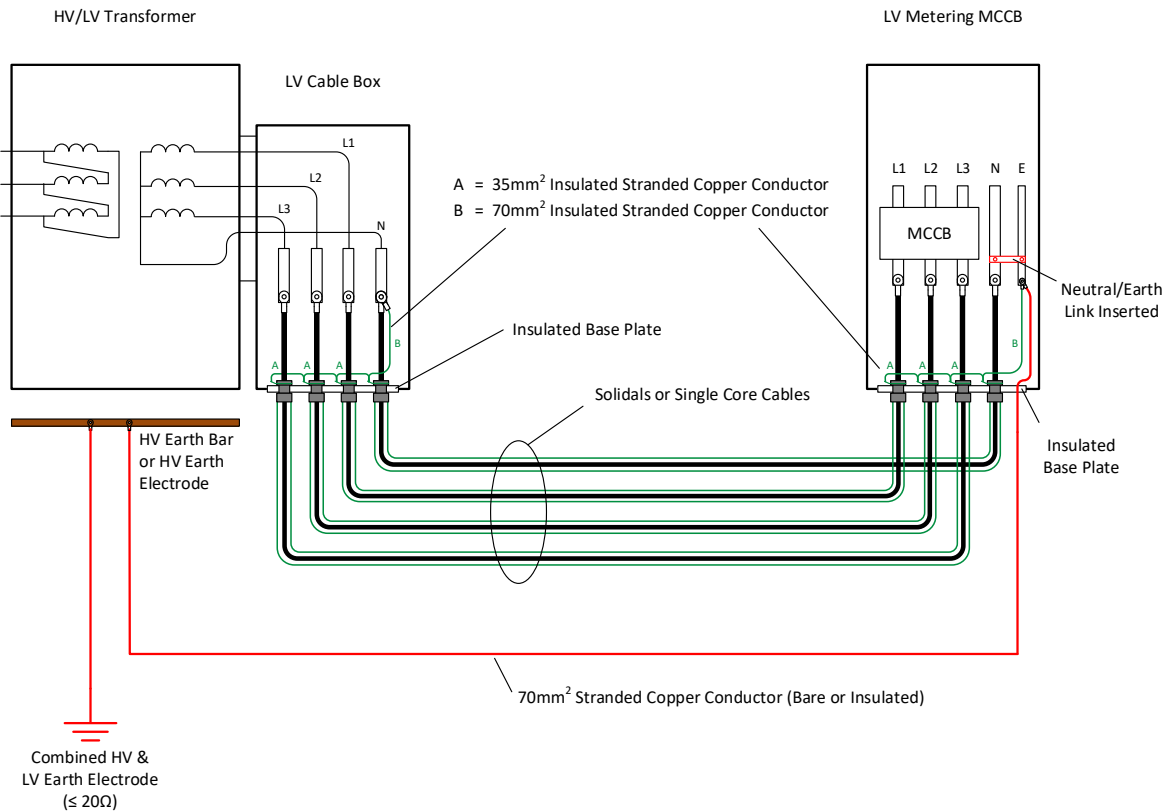 HV/LV Transformer
LV Metering MCCB
LV Cable Box
L1
L2
L3
N
A = 35mm² Insulated Stranded Copper Conductor
B = 70mm² Insulated Stranded Copper Conductor
L1 L2 L3 N E
MCCB
Neutral/Earth
Link Inserted
Insulated Base Plate
B
B
A A A
A A A
Solidals or Single Core Cables
HV Earth Bar
or HV Earth
Electrode
Insulated
Base Plate
70mm² Stranded Copper Conductor (Bare or Insulated)
Combined HV &
LV Earth Electrode
(≤ 20Ω)